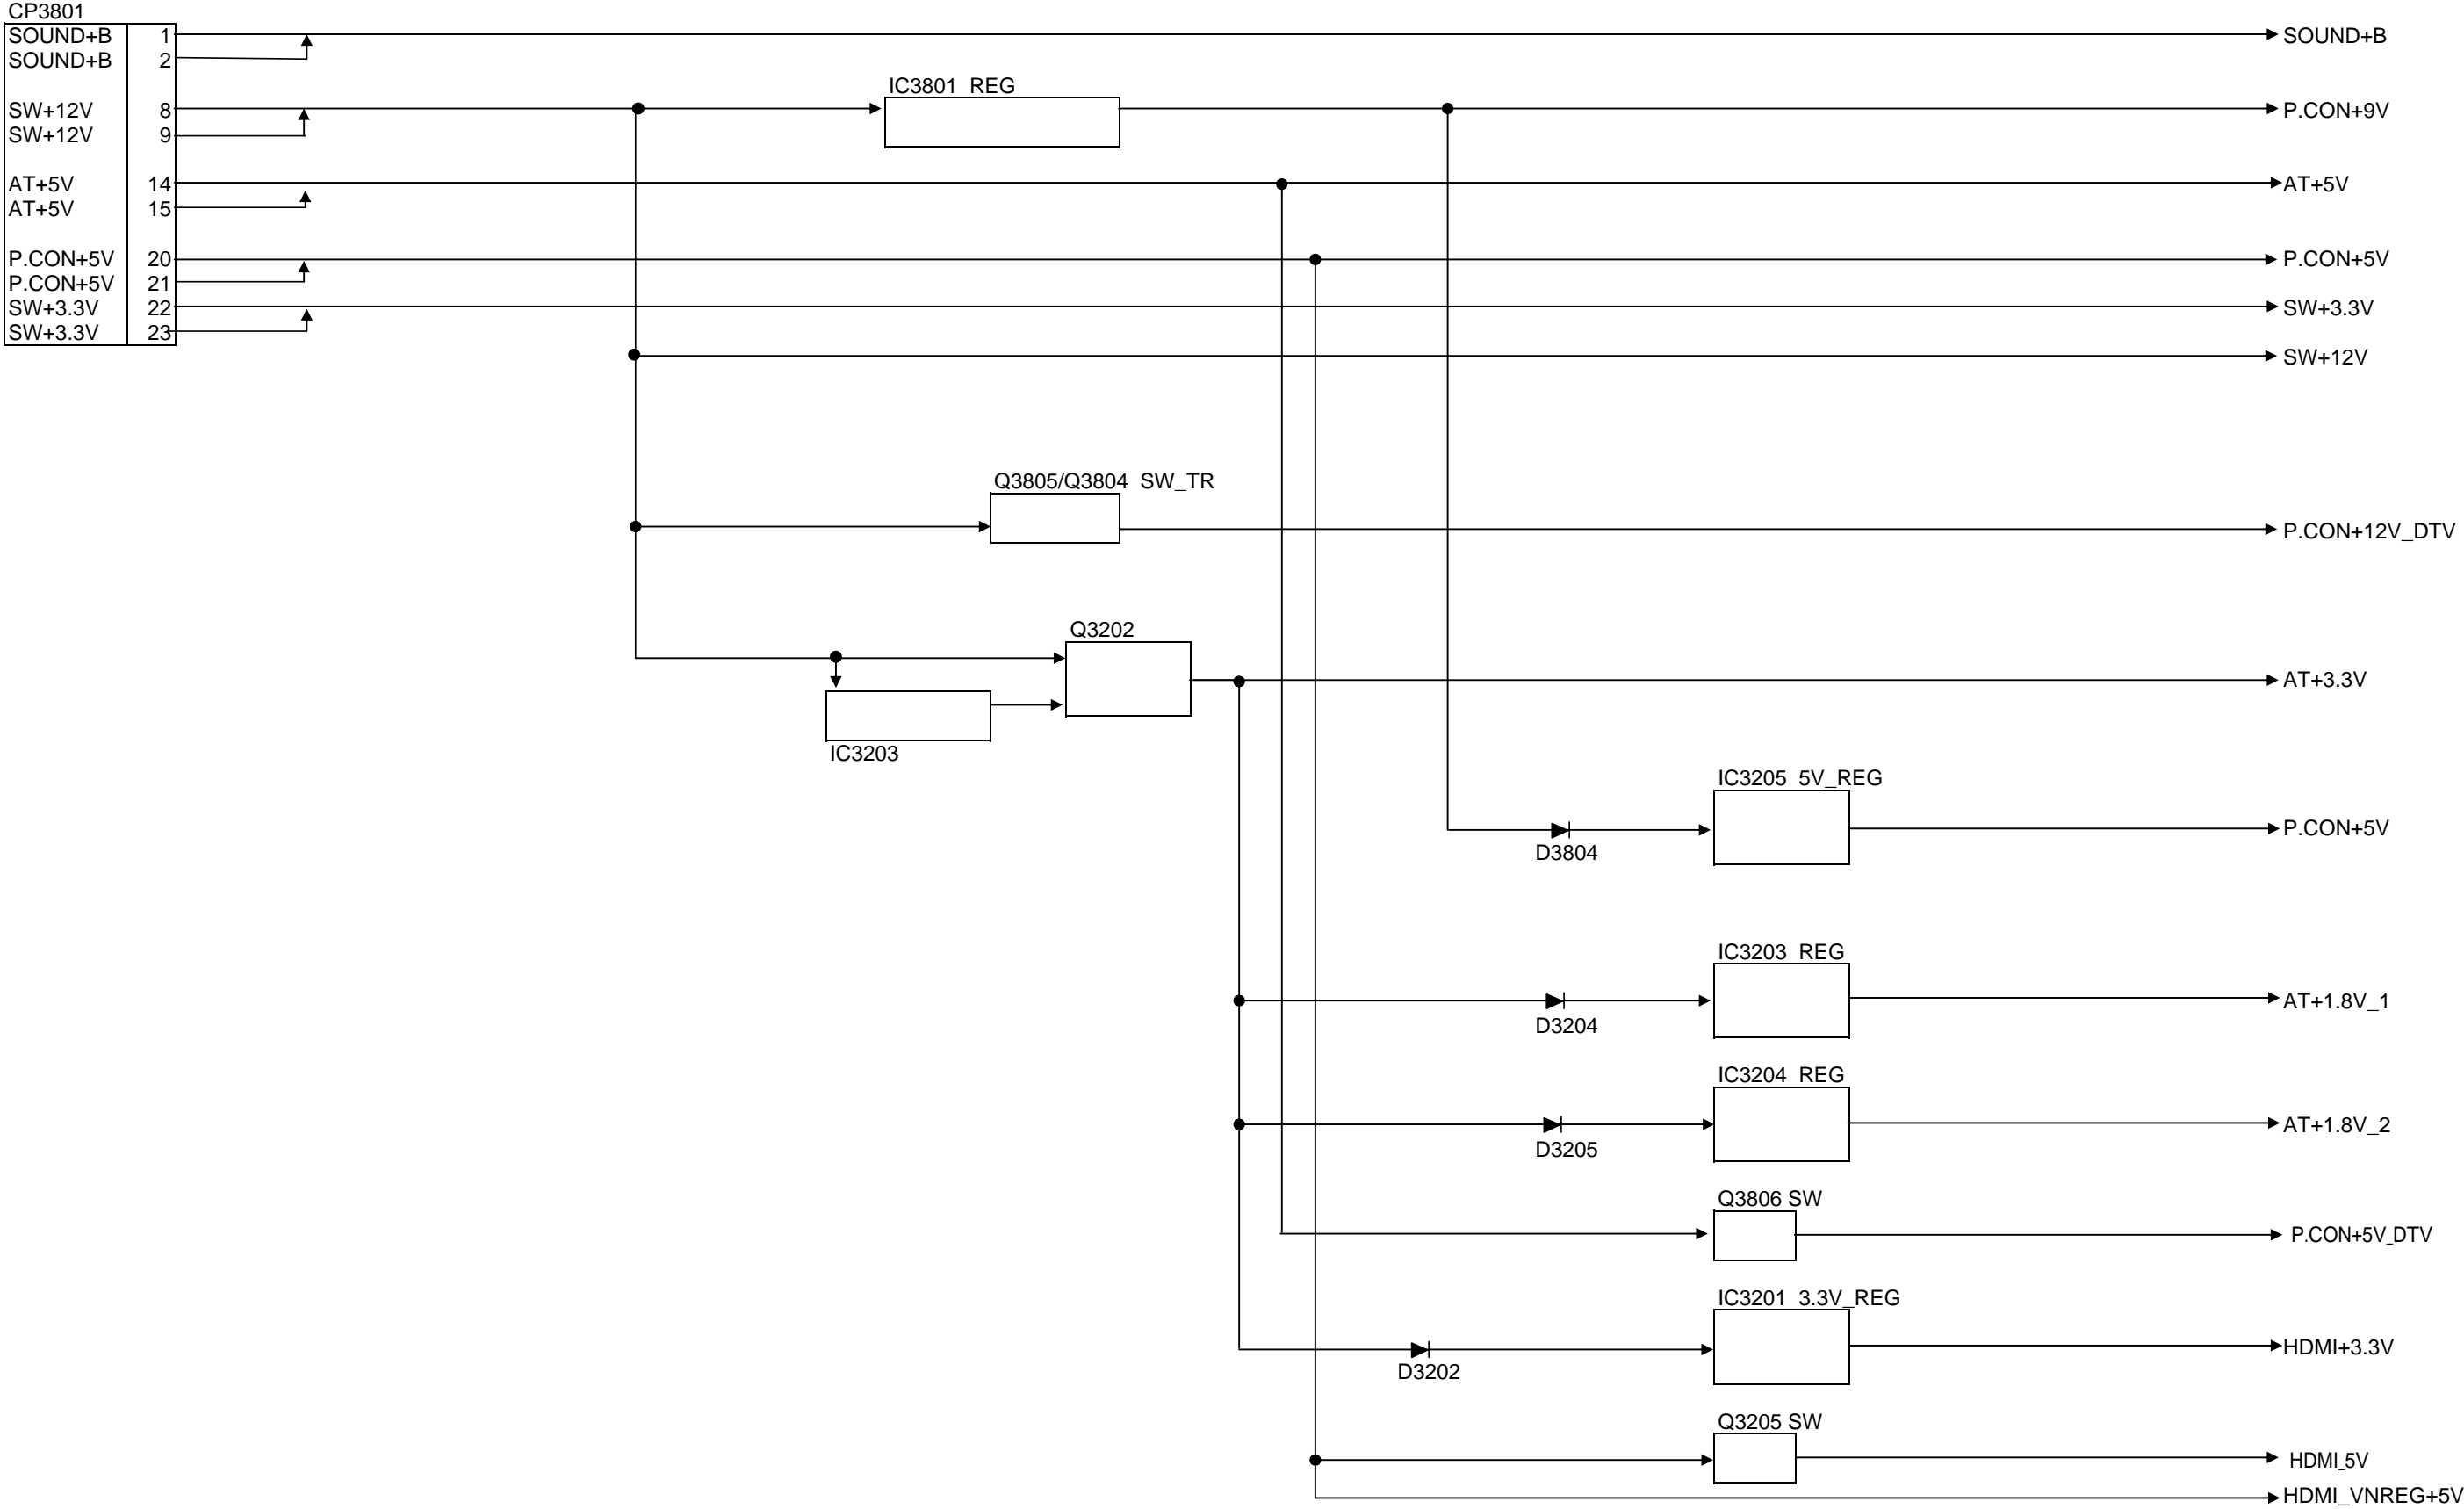 CP3801
SOUND+B 1 SOUND+B
SOUND+B 2
IC3801 REG
SW+12V 8 P.CON+9V
SW+12V 9
AT+5V 14 AT+5V
AT+5V 15
P.CON+5V 20 P.CON+5V
P.CON+5V 21
SW+3.3V 22 SW+3.3V
SW+3.3V 23
SW+12V
Q3805/Q3804 SW_TR
P.CON+12V_DTV
Q3202
AT+3.3V
IC3203
IC3205 5V_REG
P.CON+5V
D3804
IC3203 REG
AT+1.8V_1
D3204
IC3204 REG
AT+1.8V_2
D3205
Q3806 SW
P.CON+5V_DTV
IC3201 3.3V_REG
HDMI+3.3V
D3202
Q3205 SW
HDMI_5V
HDMI_VNREG+5V